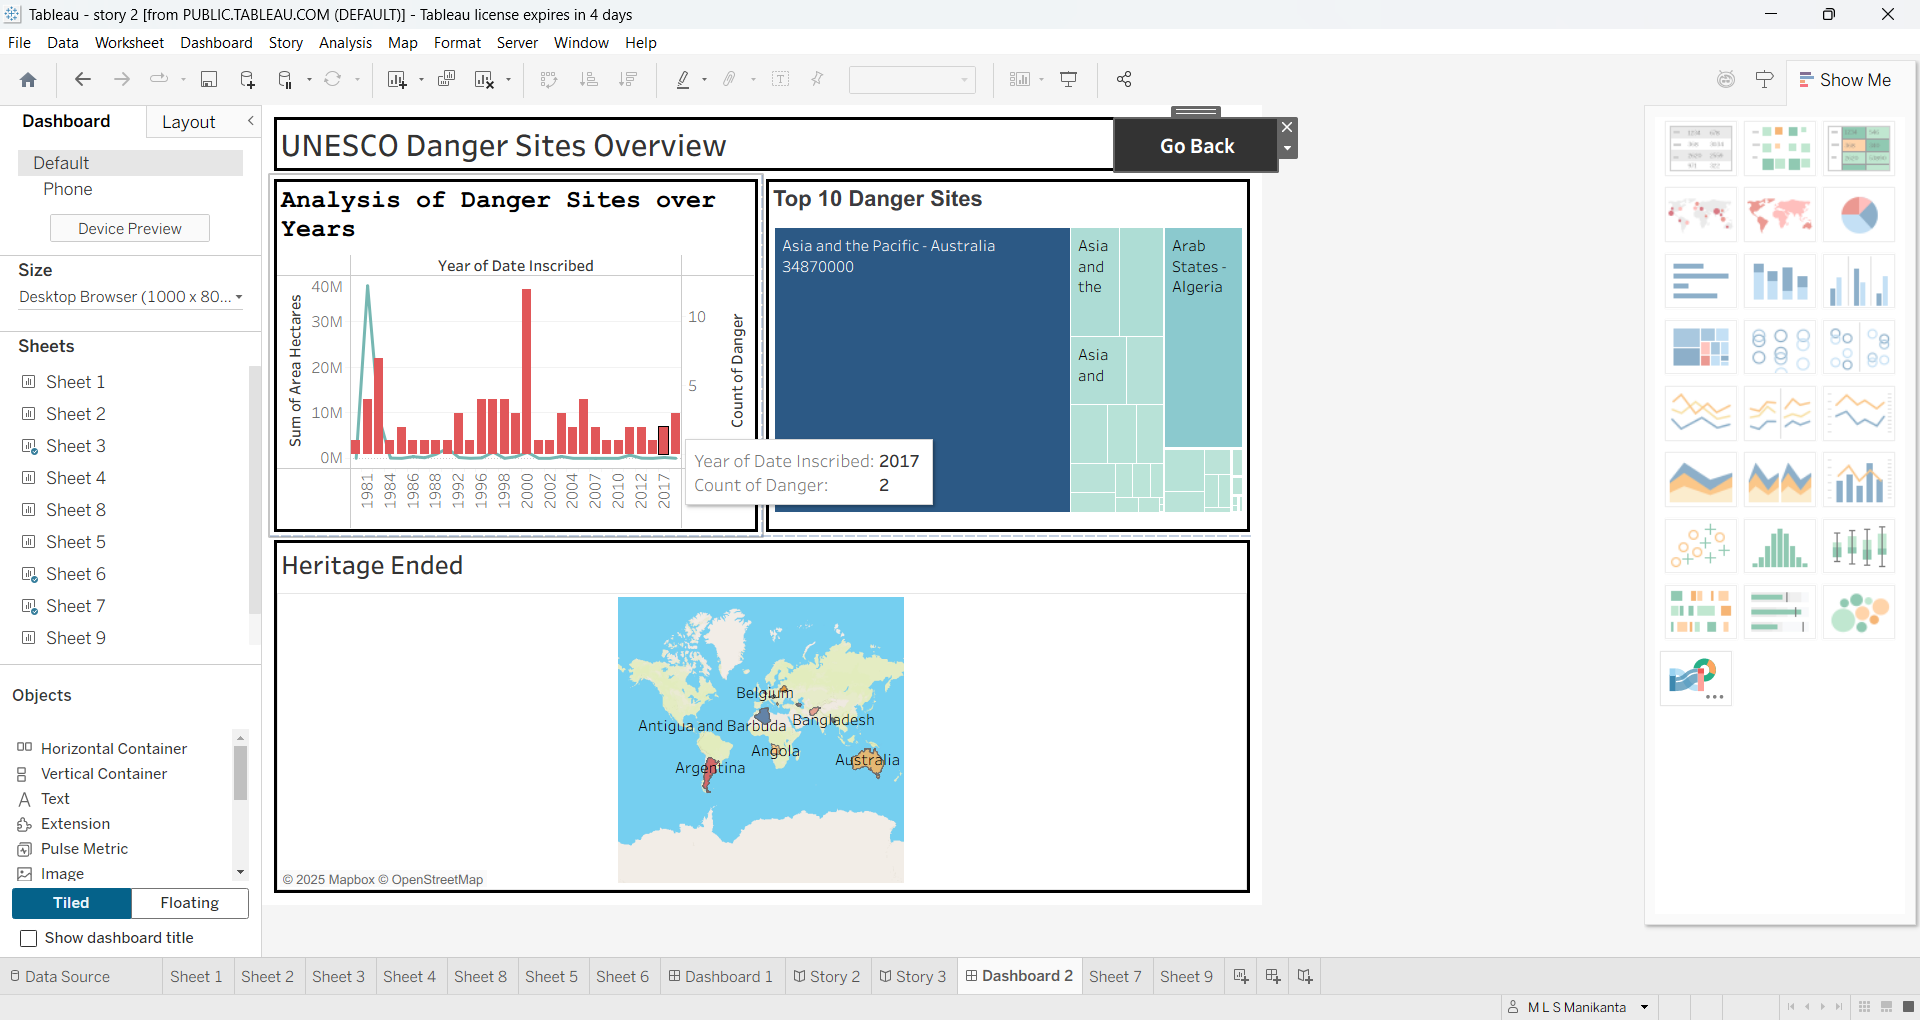 Tableau - story 2 [from PUBLIC.TABLEAU.COM (DEFAULT)] - Tableau license expires in 4 days
File Data Worksheet Dashboard Story Analysis Map Format Server Window Help
Show Me
Dashboard Layout
Default
Phone
Device Preview
Size
Desktop Browser (1000 x 80...
Sheets
Sheet 1
Sheet 2
Sheet 3
Sheet 4
Sheet 8
Sheet 5
Sheet 6
Sheet 7
Sheet 9
Objects
Horizontal Container
Vertical Container
Text
Extension
Pulse Metric
Image
Tiled Floating
Show dashboard title
UNESCO Danger Sites Overview
Go Back
Analysis of Danger Sites over
Years
Year of Date Inscribed
Sum of Area Hectares
40M
30M
20M
10M
0M
10
5
Count of Danger
1981 1984 1986 1988 1992 1996 1998 2000 2002 2004 2007 2010 2012 2017
Year of Date Inscribed: 2017
Count of Danger: 2
Top 10 Danger Sites
Asia and the Pacific - Australia
34870000
Asia
and
the
Asia
and
Arab
States -
Algeria
Heritage Ended
Belgium
Antigua and Barbuda
Bangladesh
Angola
Argentina
Australia
© 2025 Mapbox © OpenStreetMap
Data Source Sheet 1 Sheet 2 Sheet 3 Sheet 4 Sheet 8 Sheet 5 Sheet 6 Dashboard 1 Story 2 Story 3 Dashboard 2 Sheet 7 Sheet 9
M L S Manikanta